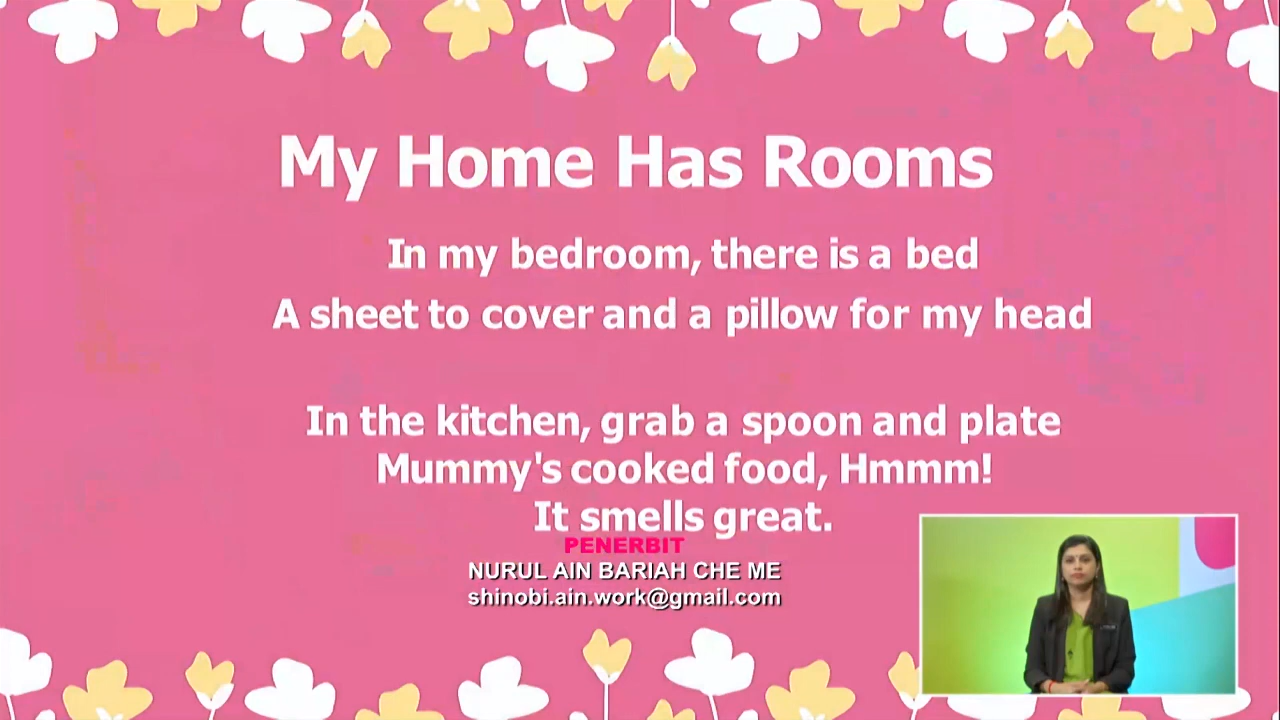 My Home Has Rooms
In my bedroom, there is a bed
A sheet to cover and a pillow for my head
In the kitchen, grab a spoon and plate
Mummy's cooked food, Hmmm!
It smells great.
PENERBIT
NURUL AIN BARIAH CHE ME
shinobi.ain.work@gmail.com